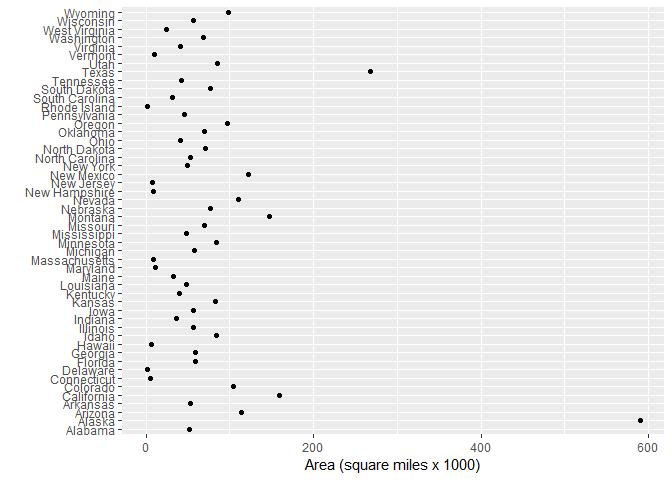 Wyoming
Wisconsin
West Virginia
Washington
Virginia
Vermont
Utah
Texas
Tennessee
South Dakota
South Carolina
Rhode Island
Pennsylvania
Oregon
Oklahoma
Ohio
North Dakota
North Carolina
New York
New Mexico
New Jersey
New Hampshire
Nevada
Nebraska
Montana
Missouri
Mississippi
Minnesota
Michigan
Massachusetts
Maryland
Maine
Louisiana
Kentucky
Kansas
Iowa
Indiana
Illinois
Idaho
Hawaii
Georgia
Florida
Delaware
Connecticut
Colorado
California
Arkansas
Arizona
Alaska
Alabama
0 200 400 600
Area (square miles x 1000)